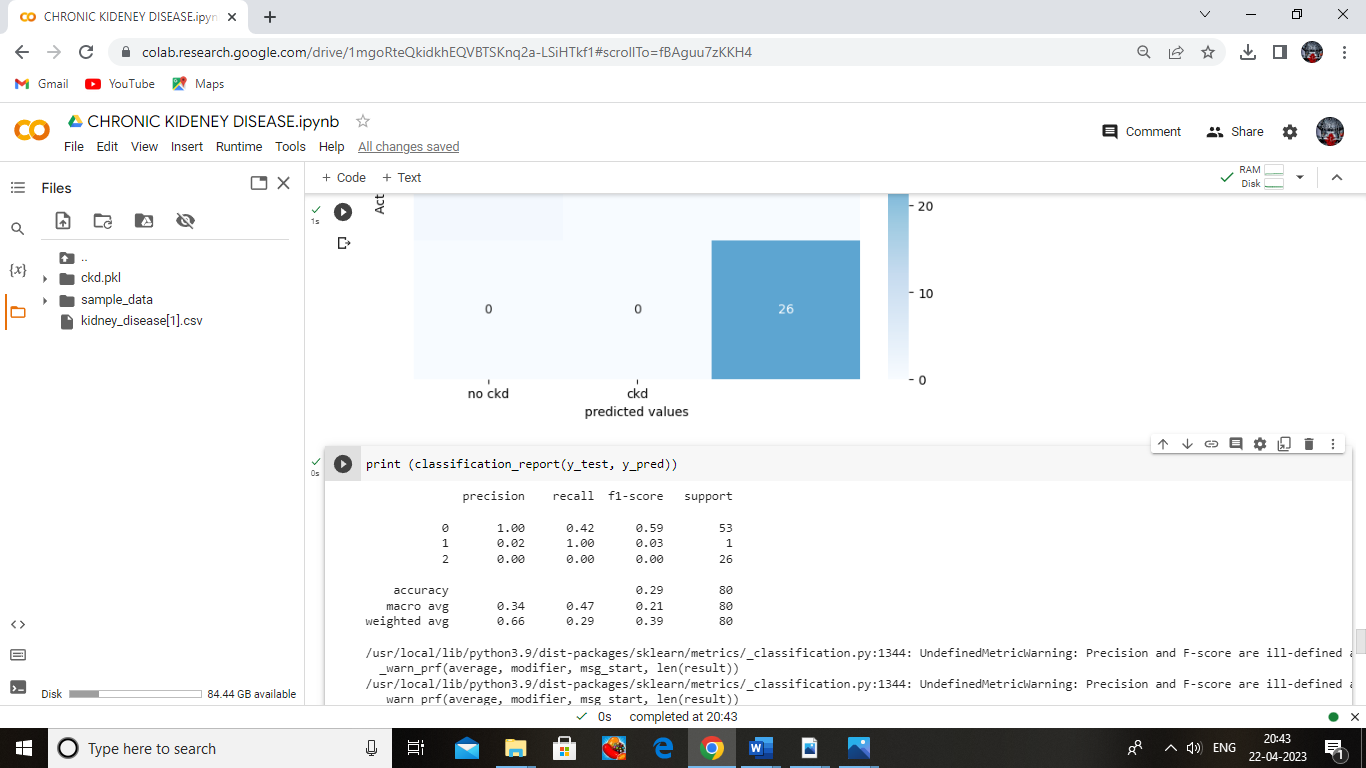 CHRONIC KIDENEY DISEASE.ipyn
colab.research.google.com/drive/1mgoRteQkidkhEQVBTSKnq2a-LSiHTkf1#scrollTo=fBAguu7zKKH4
Gmail YouTube Maps
CHRONIC KIDENEY DISEASE.ipynb
Comment Share
File Edit View Insert Runtime Tools Help All changes saved
Files
+ Code + Text
RAM
Disk
1s
Act
20
..
{x}
ckd.pkl
sample_data
kidney_disease[1].csv
10
0 0 26
0
no ckd ckd
predicted values
0s
print (classification_report(y_test, y_pred))
precision recall f1-score support
0 1.00 0.42 0.59 53
1 0.02 1.00 0.03 1
2 0.00 0.00 0.00 26
accuracy 0.29 80
macro avg 0.34 0.47 0.21 80
weighted avg 0.66 0.29 0.39 80
/usr/local/lib/python3.9/dist-packages/sklearn/metrics/_classification.py:1344: UndefinedMetricWarning: Precision and F-score are ill-defined a
_warn_prf(average, modifier, msg_start, len(result))
/usr/local/lib/python3.9/dist-packages/sklearn/metrics/_classification.py:1344: UndefinedMetricWarning: Precision and F-score are ill-defined a
_warn_prf(average, modifier, msg_start, len(result))
Disk 84.44 GB available
0s completed at 20:43
Type here to search
ENG
20:43
22-04-2023
1